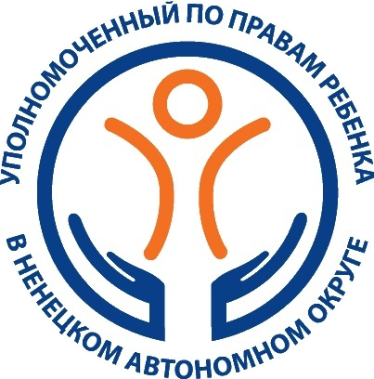 УПОЛНОМОЧЕННЫЙ ПО ПРАВАМ РЕБЕНКА
В НЕНЕЦКОМ АВТОНОМНОМ ОКРУГЕ